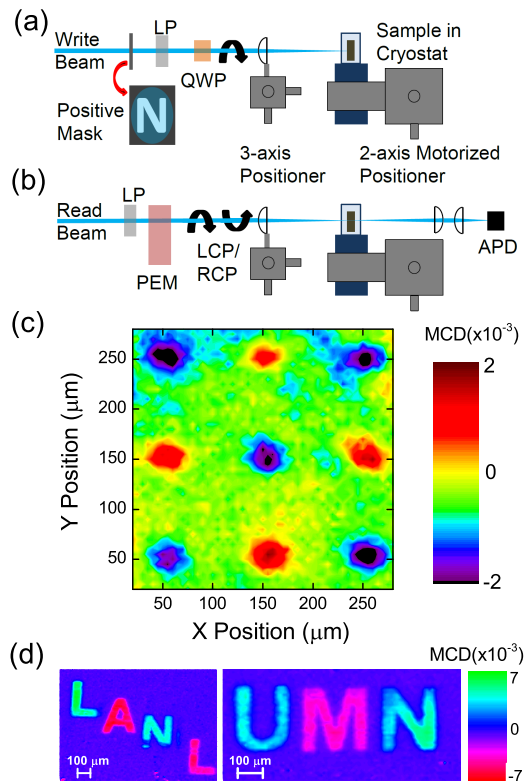 (a)
Write Beam
LP
QWP
Positive Mask
N
Sample in Cryostat
3-axis Positioner
2-axis Motorized Positioner
(b)
Read Beam
LP
PEM
LCP/ RCP
APD
(c)
MCD(x10⁻³)
2
0
-2
Y Position (μm)
250
200
150
100
50
50
100
150
200
250
X Position (μm)
(d)
MCD(x10⁻³)
7
0
-7
LANL
100 μm
UMN
100 μm